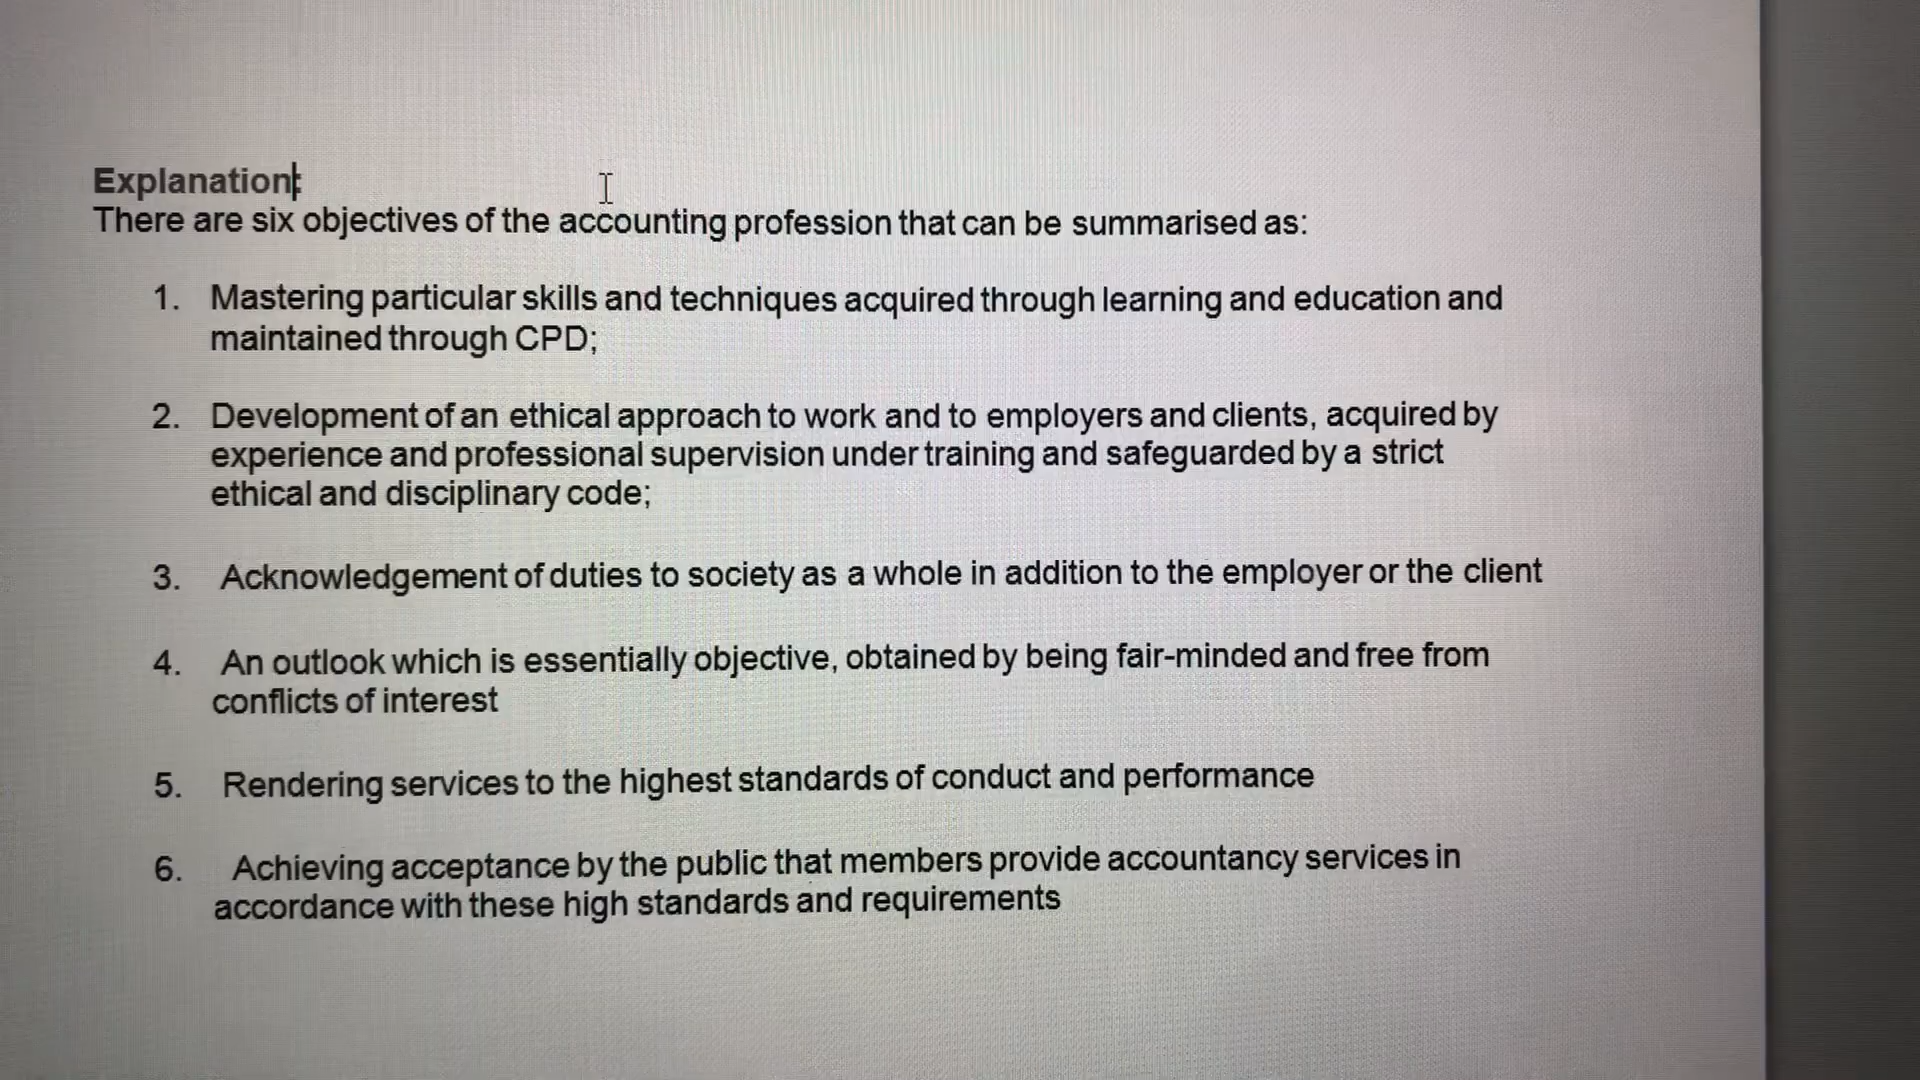 Explanation:
There are six objectives of the accounting profession that can be summarised as:
1. Mastering particular skills and techniques acquired through learning and education and
maintained through CPD;
2. Development of an ethical approach to work and to employers and clients, acquired by
experience and professional supervision under training and safeguarded by a strict
ethical and disciplinary code;
3. Acknowledgement of duties to society as a whole in addition to the employer or the client
4. An outlook which is essentially objective, obtained by being fair-minded and free from
conflicts of interest
5. Rendering services to the highest standards of conduct and performance
6. Achieving acceptance by the public that members provide accountancy services in
accordance with these high standards and requirements